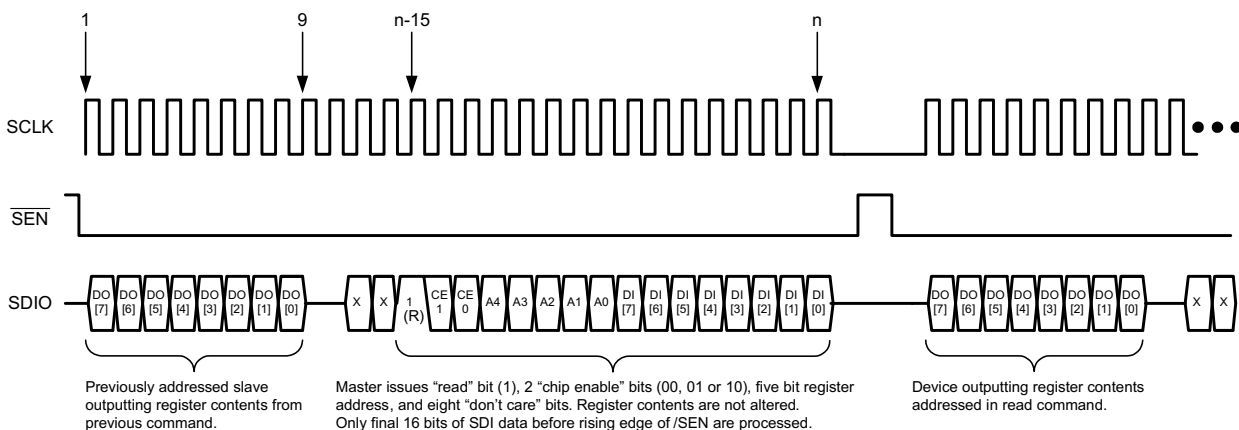 1
9
n-15
n
SCLK
SEN
SDIO
DO [7]
DO [6]
DO [5]
DO [4]
DO [3]
DO [2]
DO [1]
DO [0]
X
X
1 (R)
CE 1
CE 0
A4
A3
A2
A1
A0
DI [7]
DI [6]
DI [5]
DI [4]
DI [3]
DI [2]
DI [1]
DI [0]
DO [7]
DO [6]
DO [5]
DO [4]
DO [3]
DO [2]
DO [1]
DO [0]
X
X
Previously addressed slave
outputting register contents from
previous command.
Master issues “read” bit (1), 2 “chip enable” bits (00, 01 or 10), five bit register
address, and eight “don’t care” bits. Register contents are not altered.
Only final 16 bits of SDI data before rising edge of /SEN are processed.
Device outputting register contents
addressed in read command.